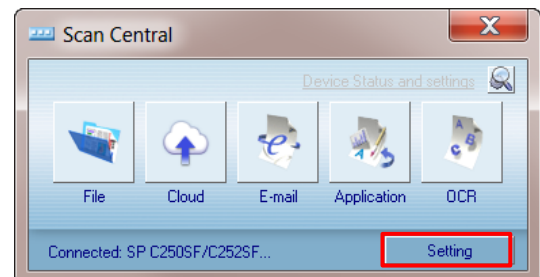 Scan Central
X
Device Status and settings
File Cloud E-mail Application OCR
Connected: SP C250SF/C252SF... Setting